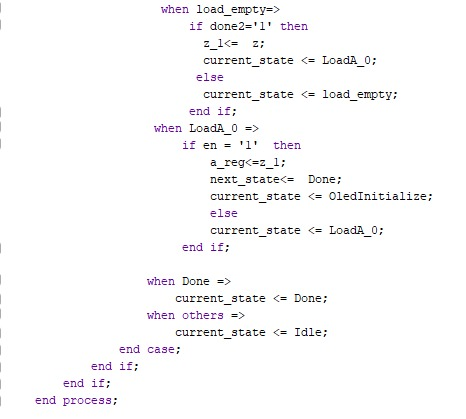 when load_empty=>
if done2='1' then
z_1<= z;
current_state <= LoadA_0;
else
current_state <= load_empty;
end if;
when LoadA_0 =>
if en = '1' then
a_reg<=z_1;
next_state<= Done;
current_state <= OledInitialize;
else
current_state <= LoadA_0;
end if;
when Done =>
current_state <= Done;
when others =>
current_state <= Idle;
end case;
end if;
end if;
end process;